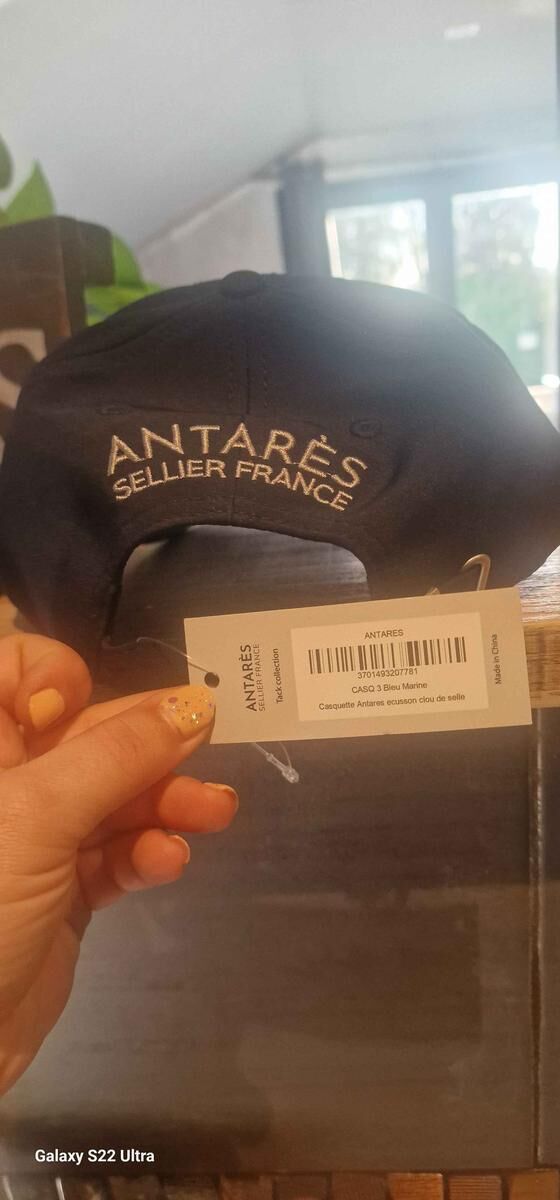 ANTARÈS
SELLIER FRANCE
ANTARÈS
SELLIER FRANCE
Tack collection
ANTARES
3701493207781
CASQ 3 Bleu Marine
Casquette Antares ecusson clou de selle
Made in China
Galaxy S22 Ultra